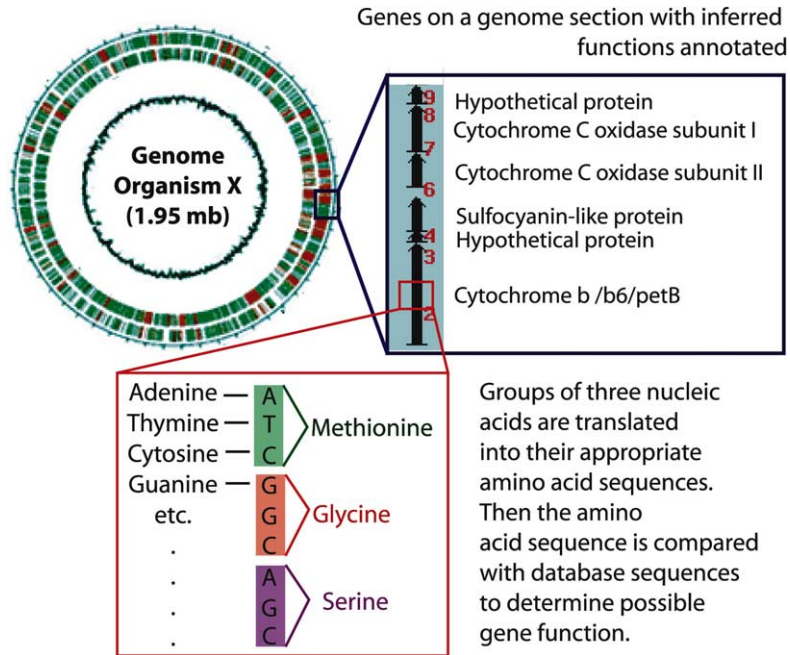 Genes on a genome section with inferred
functions annotated
Genome
Organism X
(1.95 mb)
9 Hypothetical protein
8 Cytochrome C oxidase subunit I
7
Cytochrome C oxidase subunit II
6
Sulfocyanin-like protein
4 Hypothetical protein
3
Cytochrome b /b6/petB
2
Adenine — A
Thymine — T
Methionine
Cytosine — C
Guanine — G
etc. G
Glycine
. C
. A
. G
Serine
. C
Groups of three nucleic
acids are translated
into their appropriate
amino acid sequences.
Then the amino
acid sequence is compared
with database sequences
to determine possible
gene function.